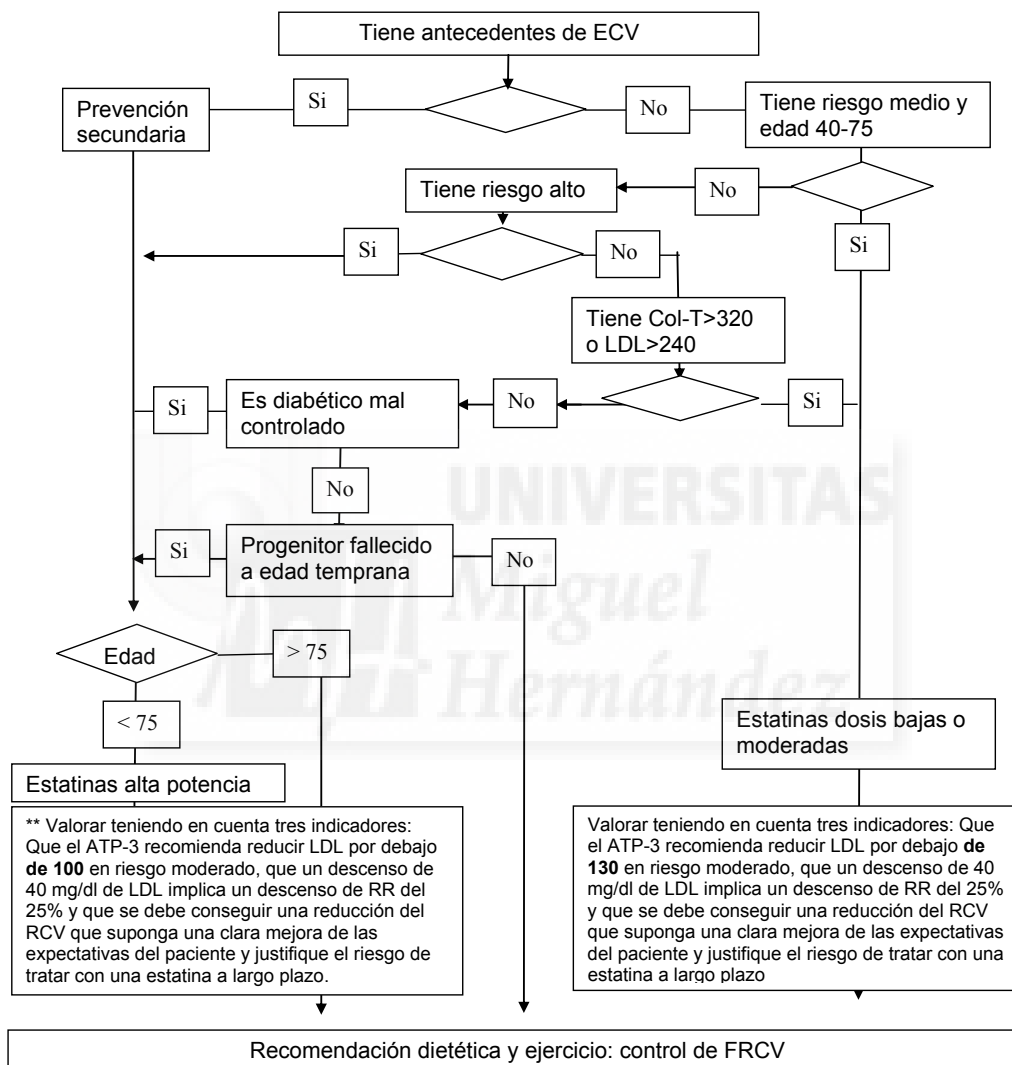 Tiene antecedentes de ECV
Si
No
Prevención
secundaria
Tiene riesgo medio y
edad 40-75
Tiene riesgo alto
No
Si
Si
No
Tiene Col-T>320
o LDL>240
Si
Es diabético mal
controlado
No
Si
No
Si
Progenitor fallecido
a edad temprana
No
Edad
> 75
< 75
Estatinas dosis bajas o
moderadas
Estatinas alta potencia
** Valorar teniendo en cuenta tres indicadores:
Que el ATP-3 recomienda reducir LDL por debajo
de 100 en riesgo moderado, que un descenso de
40 mg/dl de LDL implica un descenso de RR del
25% y que se debe conseguir una reducción del
RCV que suponga una clara mejora de las
expectativas del paciente y justifique el riesgo de
tratar con una estatina a largo plazo.
Valorar teniendo en cuenta tres indicadores: Que
el ATP-3 recomienda reducir LDL por debajo de
130 en riesgo moderado, que un descenso de 40
mg/dl de LDL implica un descenso de RR del 25%
y que se debe conseguir una reducción del RCV
que suponga una clara mejora de las expectativas
del paciente y justifique el riesgo de tratar con una
estatina a largo plazo
Recomendación dietética y ejercicio: control de FRCV
UNIVERSITAS
Miguel
Hernández